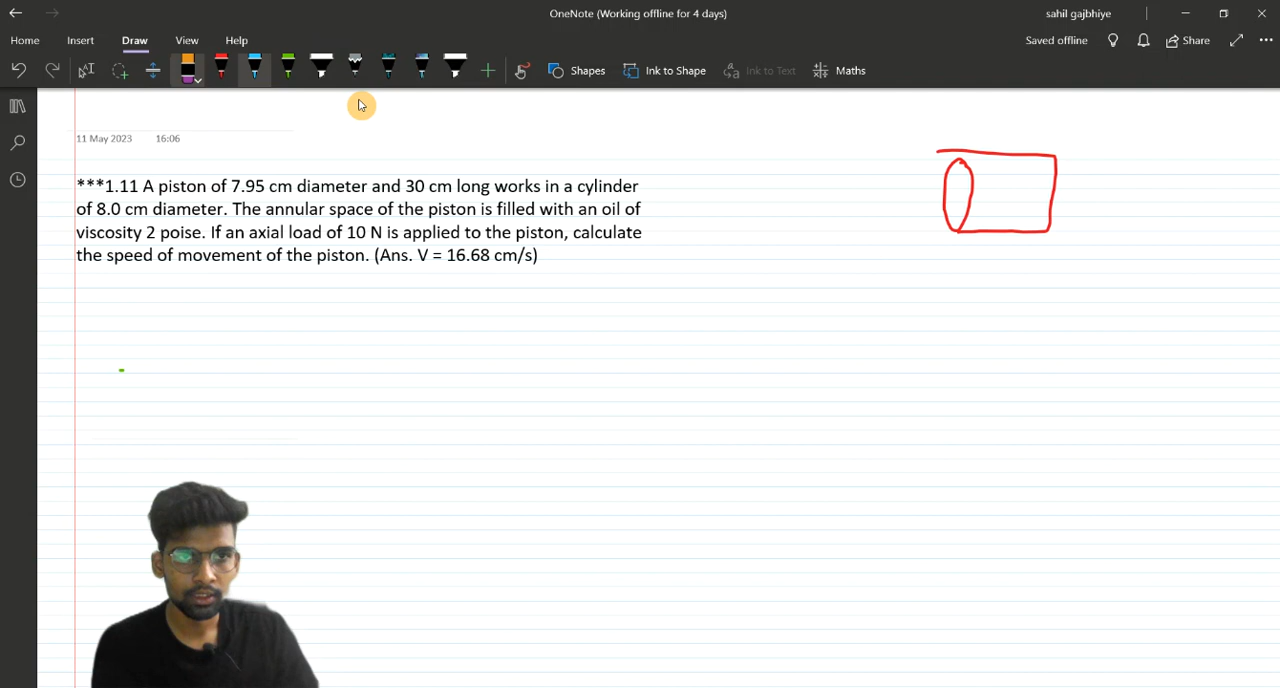 OneNote (Working offline for 4 days)
sahil gajbhiye
Home Insert Draw View Help
Saved offline
Share
Shapes
Ink to Shape
Ink to Text
Maths
11 May 2023 16:06
***1.11 A piston of 7.95 cm diameter and 30 cm long works in a cylinder
of 8.0 cm diameter. The annular space of the piston is filled with an oil of
viscosity 2 poise. If an axial load of 10 N is applied to the piston, calculate
the speed of movement of the piston. (Ans. V = 16.68 cm/s)